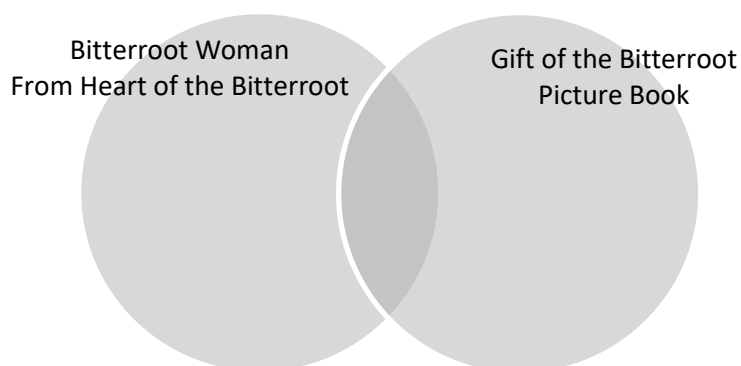 Bitterroot Woman
From Heart of the Bitterroot
Gift of the Bitterroot
Picture Book